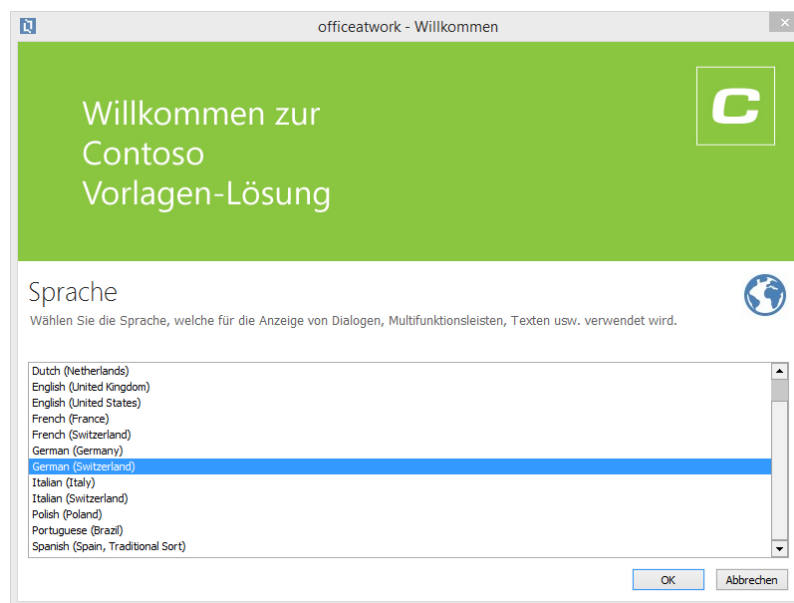 officeatwork - Willkommen
Willkommen zur
Contoso
Vorlagen-Lösung
C
Sprache
Wählen Sie die Sprache, welche für die Anzeige von Dialogen, Multifunktionsleisten, Texten usw. verwendet wird.
Dutch (Netherlands)
English (United Kingdom)
English (United States)
French (France)
French (Switzerland)
German (Germany)
German (Switzerland)
Italian (Italy)
Italian (Switzerland)
Polish (Poland)
Portuguese (Brazil)
Spanish (Spain, Traditional Sort)
OK Abbrechen